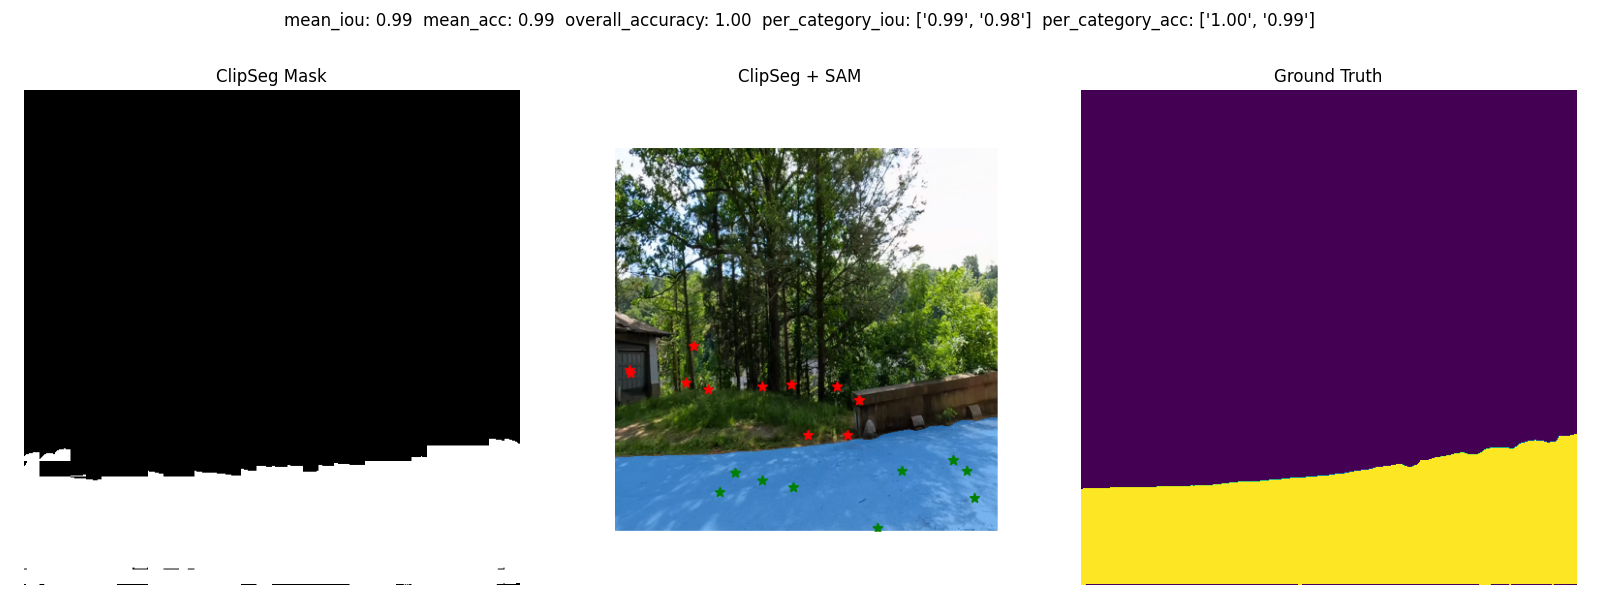 mean_iou: 0.99  mean_acc: 0.99  overall_accuracy: 1.00  per_category_iou: ['0.99', '0.98']  per_category_acc: ['1.00', '0.99']
ClipSeg Mask
ClipSeg + SAM
Ground Truth